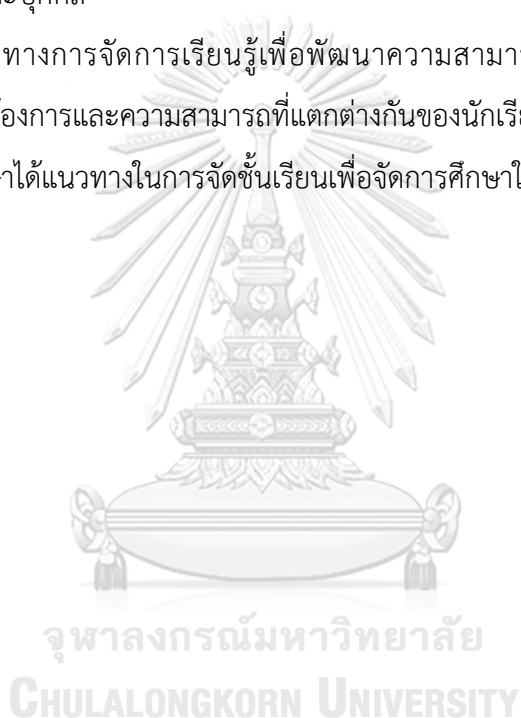 ทางการจัดการเรียนรู้เพื่อพัฒนาความสามาร
องการและความสามารถที่แตกต่างกันของนักเรีย
าได้แนวทางในการจัดชั้นเรียนเพื่อจัดการศึกษาใ
จุฬาลงกรณ์มหาวิทยาลัย
CHULALONGKORN UNIVERSITY